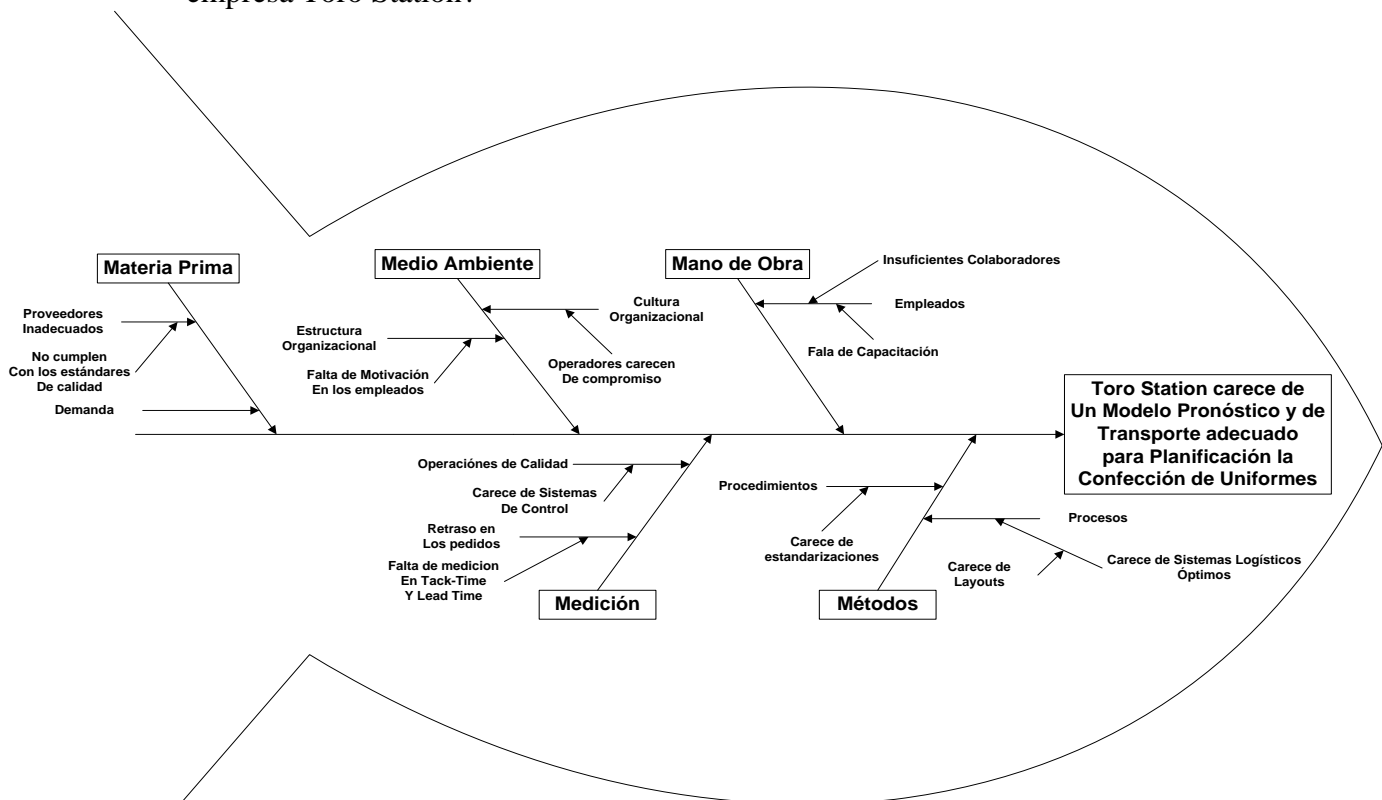 empresa Toro Station?
Materia Prima
Medio Ambiente
Mano de Obra
Insuficientes Colaboradores
Empleados
Fala de Capacitación
Cultura
Organizacional
Operadores carecen
De compromiso
Estructura
Organizacional
Falta de Motivación
En los empleados
Proveedores
Inadecuados
No cumplen
Con los estándares
De calidad
Demanda
Toro Station carece de
Un Modelo Pronóstico y de
Transporte adecuado
para Planificación la
Confección de Uniformes
Operaciónes de Calidad
Carece de Sistemas
De Control
Retraso en
Los pedidos
Falta de medicion
En Tack-Time
Y Lead Time
Medición
Procedimientos
Carece de
estandarizaciones
Procesos
Carece de
Layouts
Carece de Sistemas Logísticos
Óptimos
Métodos